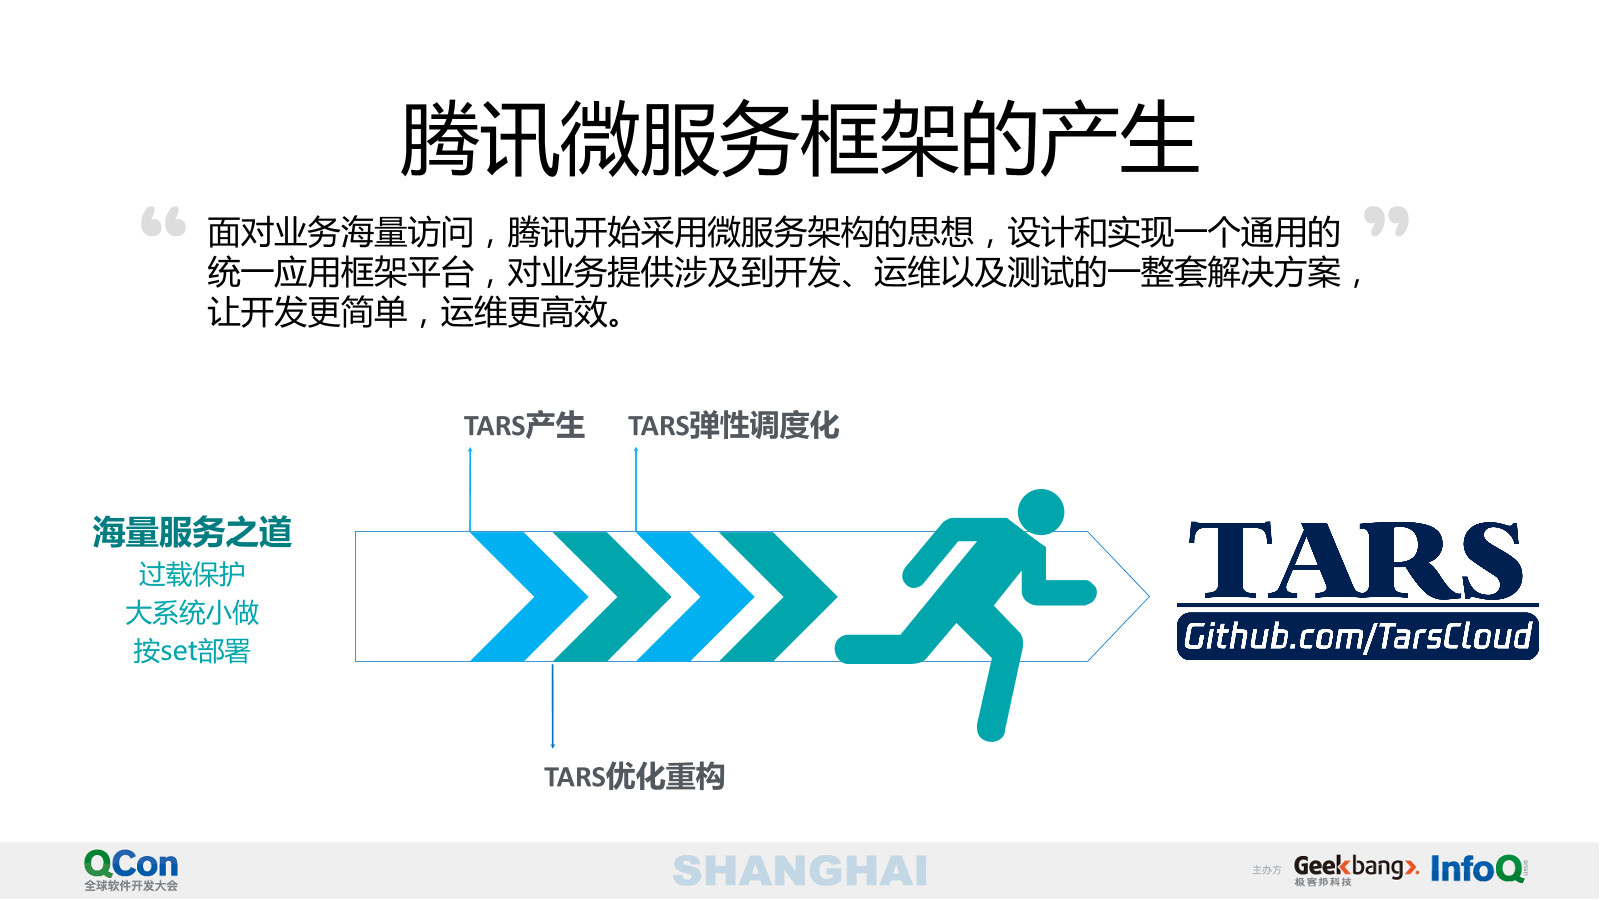 腾讯微服务框架的产生
“ ”
面对业务海量访问，腾讯开始采用微服务架构的思想，设计和实现一个通用的
统一应用框架平台，对业务提供涉及到开发、运维以及测试的一整套解决方案，
让开发更简单，运维更高效。
TARS产生
TARS弹性调度化
海量服务之道
过载保护
大系统小做
按set部署
TARS
Github.com/TarsCloud
TARS优化重构
QCon
全球软件开发大会
SHANGHAI
主办方
Geekbang>.
极客邦科技
InfoQ